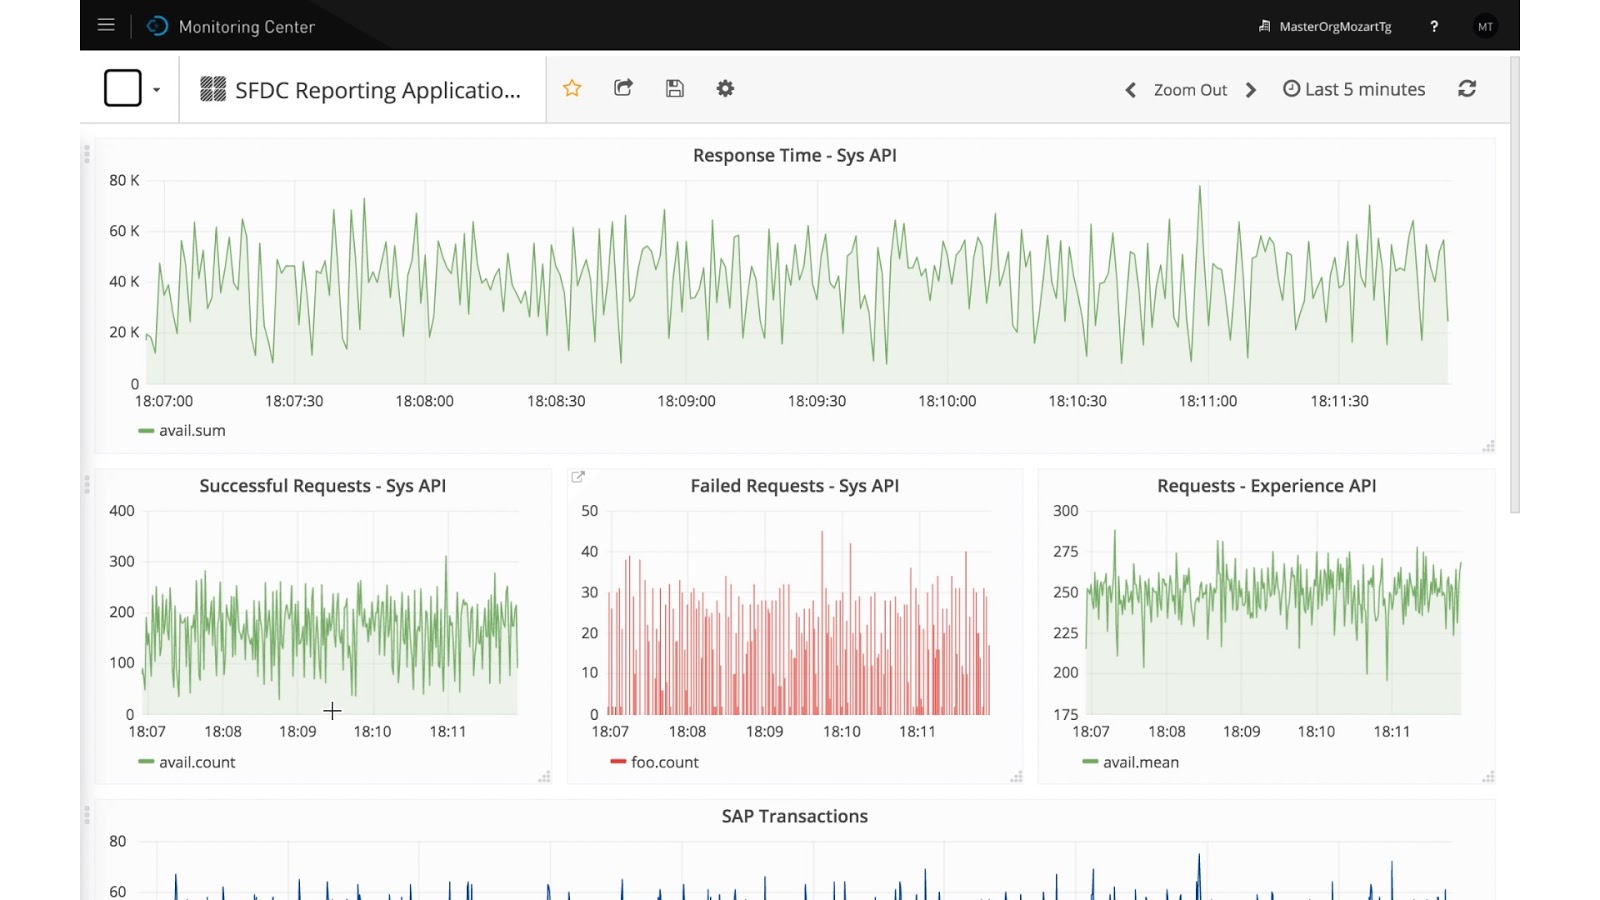 Monitoring Center
MasterOrgMozartTg
?
MT
SFDC Reporting Applicatio...
Zoom Out
Last 5 minutes
Response Time - Sys API
80 K
60 K
40 K
20 K
0
18:07:00 18:07:30 18:08:00 18:08:30 18:09:00 18:09:30 18:10:00 18:10:30 18:11:00 18:11:30
avail.sum
Successful Requests - Sys API
400
300
200
100
0
18:07 18:08 18:09 18:10 18:11
avail.count
Failed Requests - Sys API
50
40
30
20
10
0
18:07 18:08 18:09 18:10 18:11
foo.count
Requests - Experience API
300
275
250
225
200
175
18:07 18:08 18:09 18:10 18:11
avail.mean
SAP Transactions
80
60